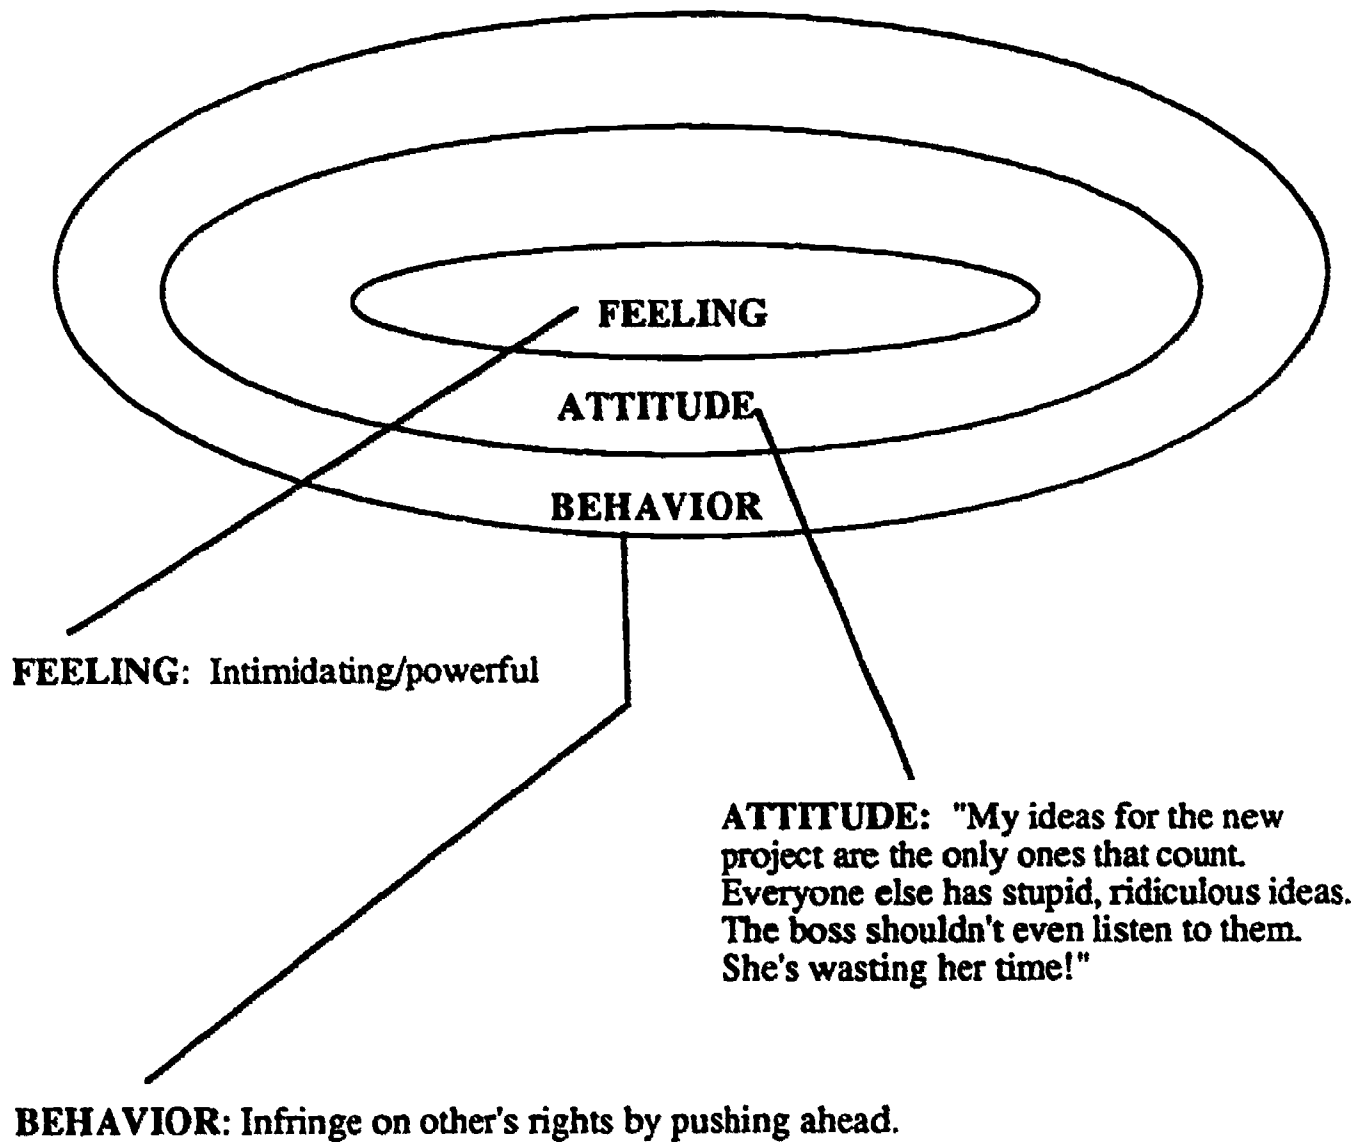 FEELING
ATTITUDE
BEHAVIOR
FEELING: Intimidating/powerful
ATTITUDE: "My ideas for the new
project are the only ones that count.
Everyone else has stupid, ridiculous ideas.
The boss shouldn't even listen to them.
She's wasting her time!"
BEHAVIOR: Infringe on other's rights by pushing ahead.